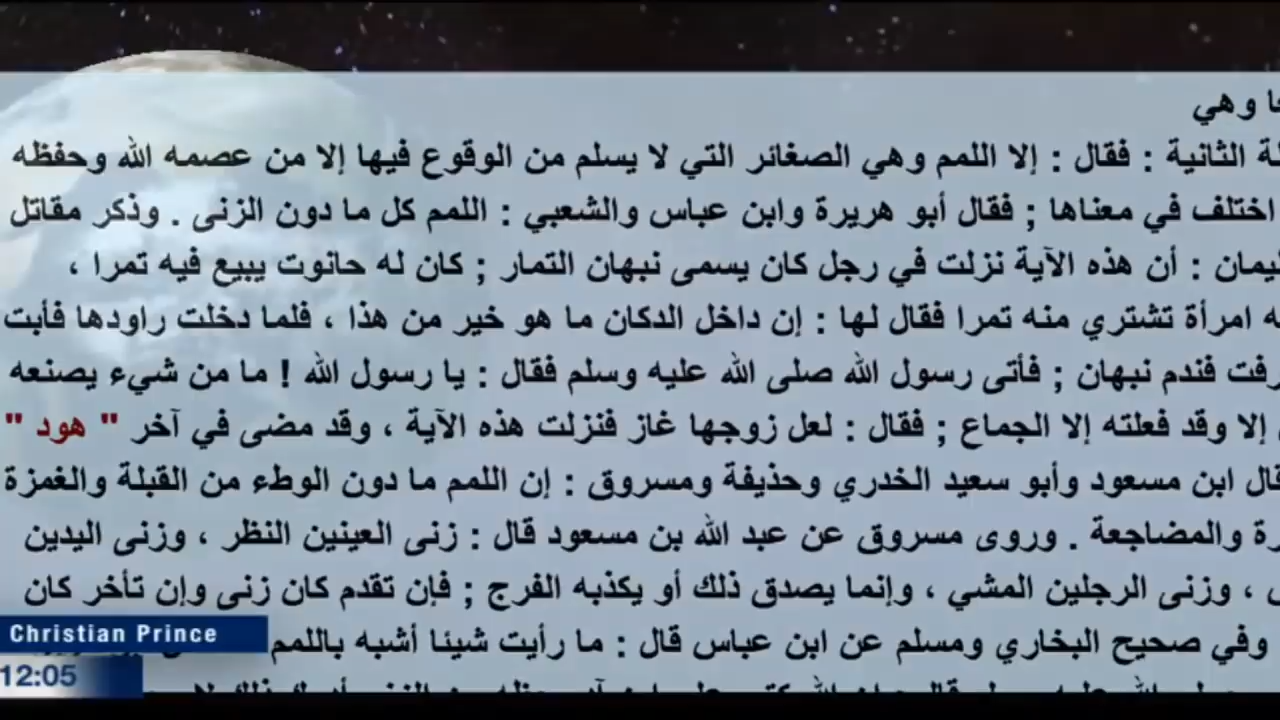 وهي
الثانية : فقال : إلا اللمم وهي الصغائر التي لا يسلم من الوقوع فيها إلا من عصمه الله وحفظه
اختلف في معناها ; فقال أبو هريرة وابن عباس والشعبي : اللمم كل ما دون الزنى . وذكر مقاتل
: أن هذه الآية نزلت في رجل كان يسمى نبهان التمار ; كان له حانوت يبيع فيه تمرا ،
امرأة تشتري منه تمرا فقال لها : إن داخل الدكان ما هو خير من هذا ، فلما دخلت راودها فأبت
فندم نبهان ; فأتى رسول الله صلى الله عليه وسلم فقال : يا رسول الله ! ما من شيء يصنعه
إلا وقد فعلته إلا الجماع ; فقال : لعل زوجها غاز فنزلت هذه الآية ، وقد مضى في آخر " هود "
قال ابن مسعود وأبو سعيد الخدري وحذيفة ومسروق : إن اللمم ما دون الوطء من القبلة والغمزة
والمضاجعة . وروى مسروق عن عبد الله بن مسعود قال : زنى العينين النظر ، وزنى اليدين
، وزنى الرجلين المشي ، وإنما يصدق ذلك أو يكذبه الفرج ; فإن تقدم كان زنى وإن تأخر كان
وفي صحيح البخاري ومسلم عن ابن عباس قال : ما رأيت شيئا أشبه باللمم
Christian Prince
12:05